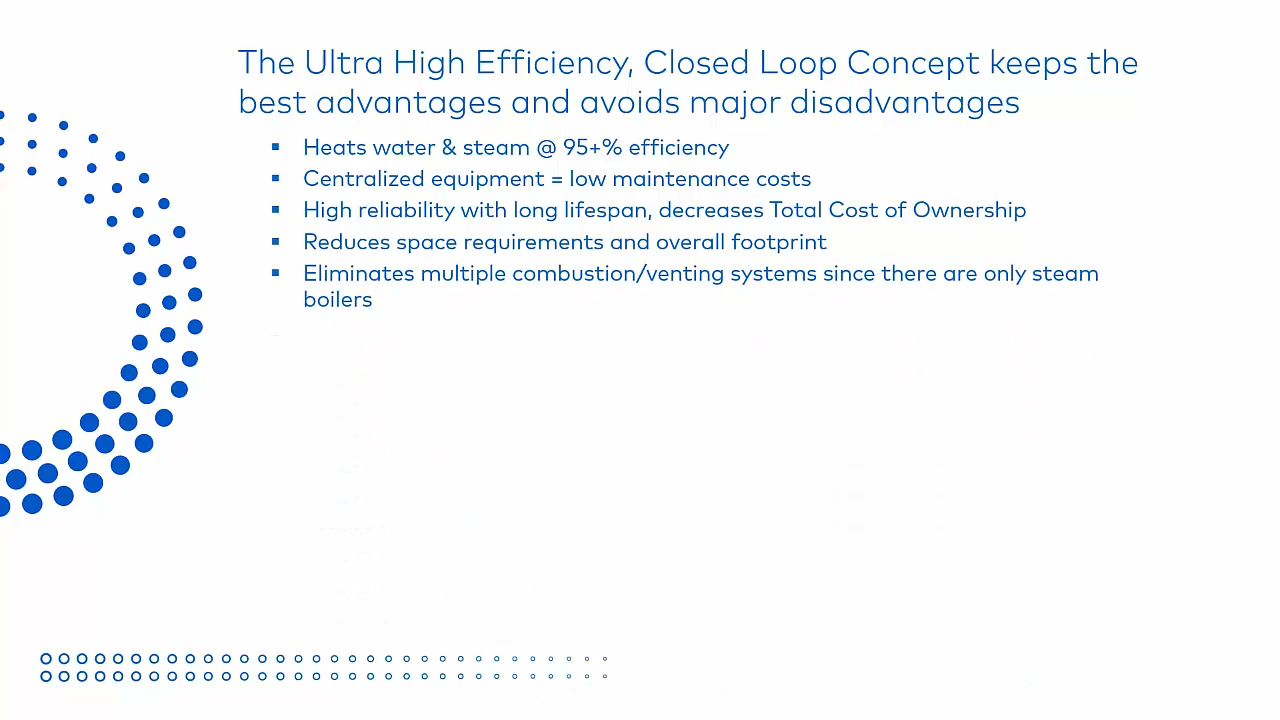 The Ultra High Efficiency, Closed Loop Concept keeps the
best advantages and avoids major disadvantages
▪ Heats water & steam @ 95+% efficiency
▪ Centralized equipment = low maintenance costs
▪ High reliability with long lifespan, decreases Total Cost of Ownership
▪ Reduces space requirements and overall footprint
▪ Eliminates multiple combustion/venting systems since there are only steam
boilers